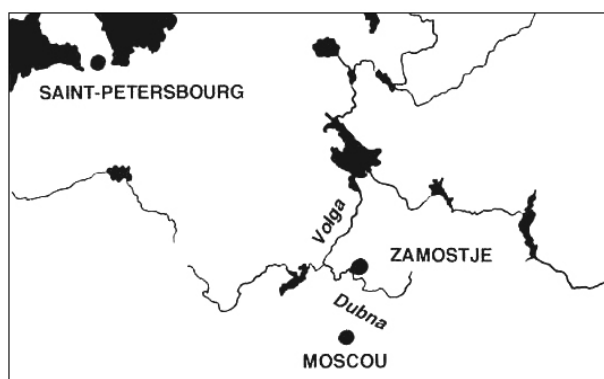 SAINT-PETERSBOURG
Volga
ZAMOSTJE
Dubna
MOSCOU